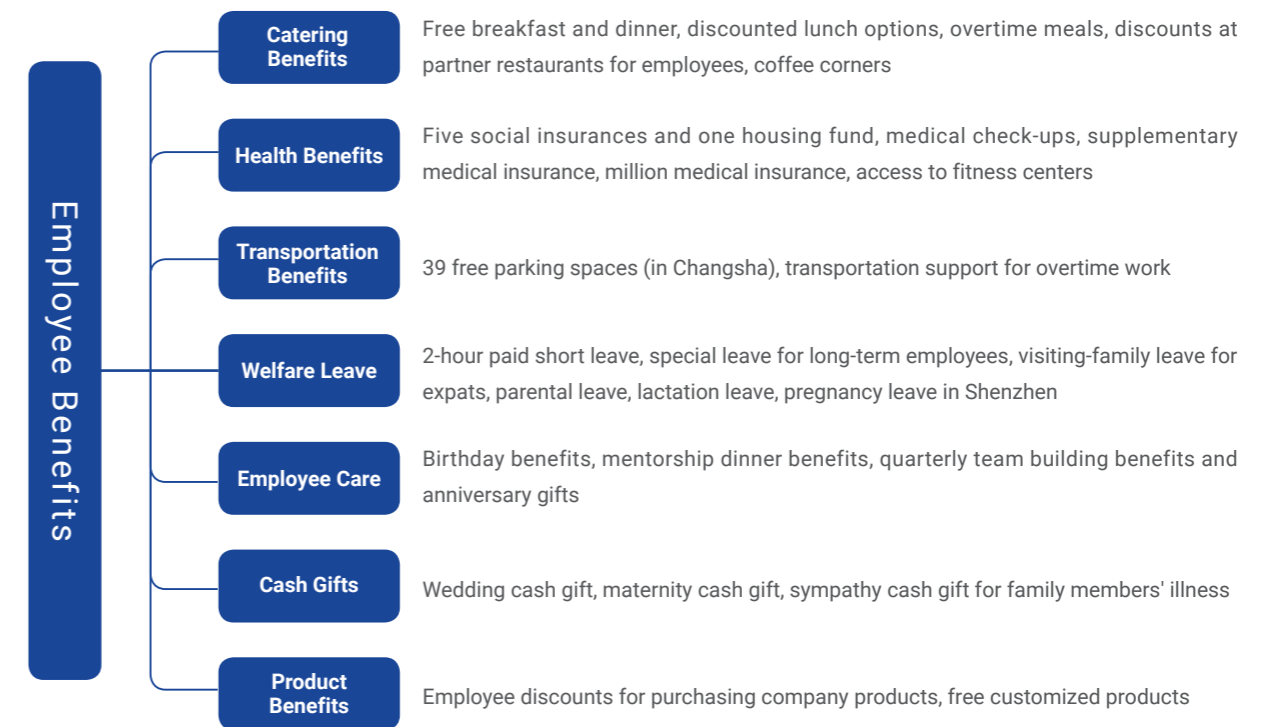 Employee Benefits
Catering
Benefits
Free breakfast and dinner, discounted lunch options, overtime meals, discounts at
partner restaurants for employees, coffee corners
Health Benefits
Five social insurances and one housing fund, medical check-ups, supplementary
medical insurance, million medical insurance, access to fitness centers
Transportation
Benefits
39 free parking spaces (in Changsha), transportation support for overtime work
Welfare Leave
2-hour paid short leave, special leave for long-term employees, visiting-family leave for
expats, parental leave, lactation leave, pregnancy leave in Shenzhen
Employee Care
Birthday benefits, mentorship dinner benefits, quarterly team building benefits and
anniversary gifts
Cash Gifts
Wedding cash gift, maternity cash gift, sympathy cash gift for family members' illness
Product
Benefits
Employee discounts for purchasing company products, free customized products